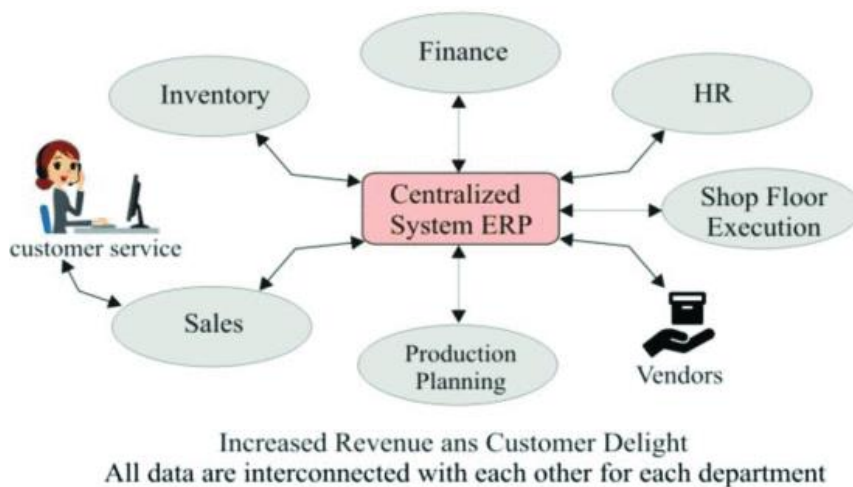 Finance
Inventory
HR
Centralized
System ERP
Shop Floor
Execution
customer service
Sales
Production
Planning
Vendors
Increased Revenue ans Customer Delight
All data are interconnected with each other for each department